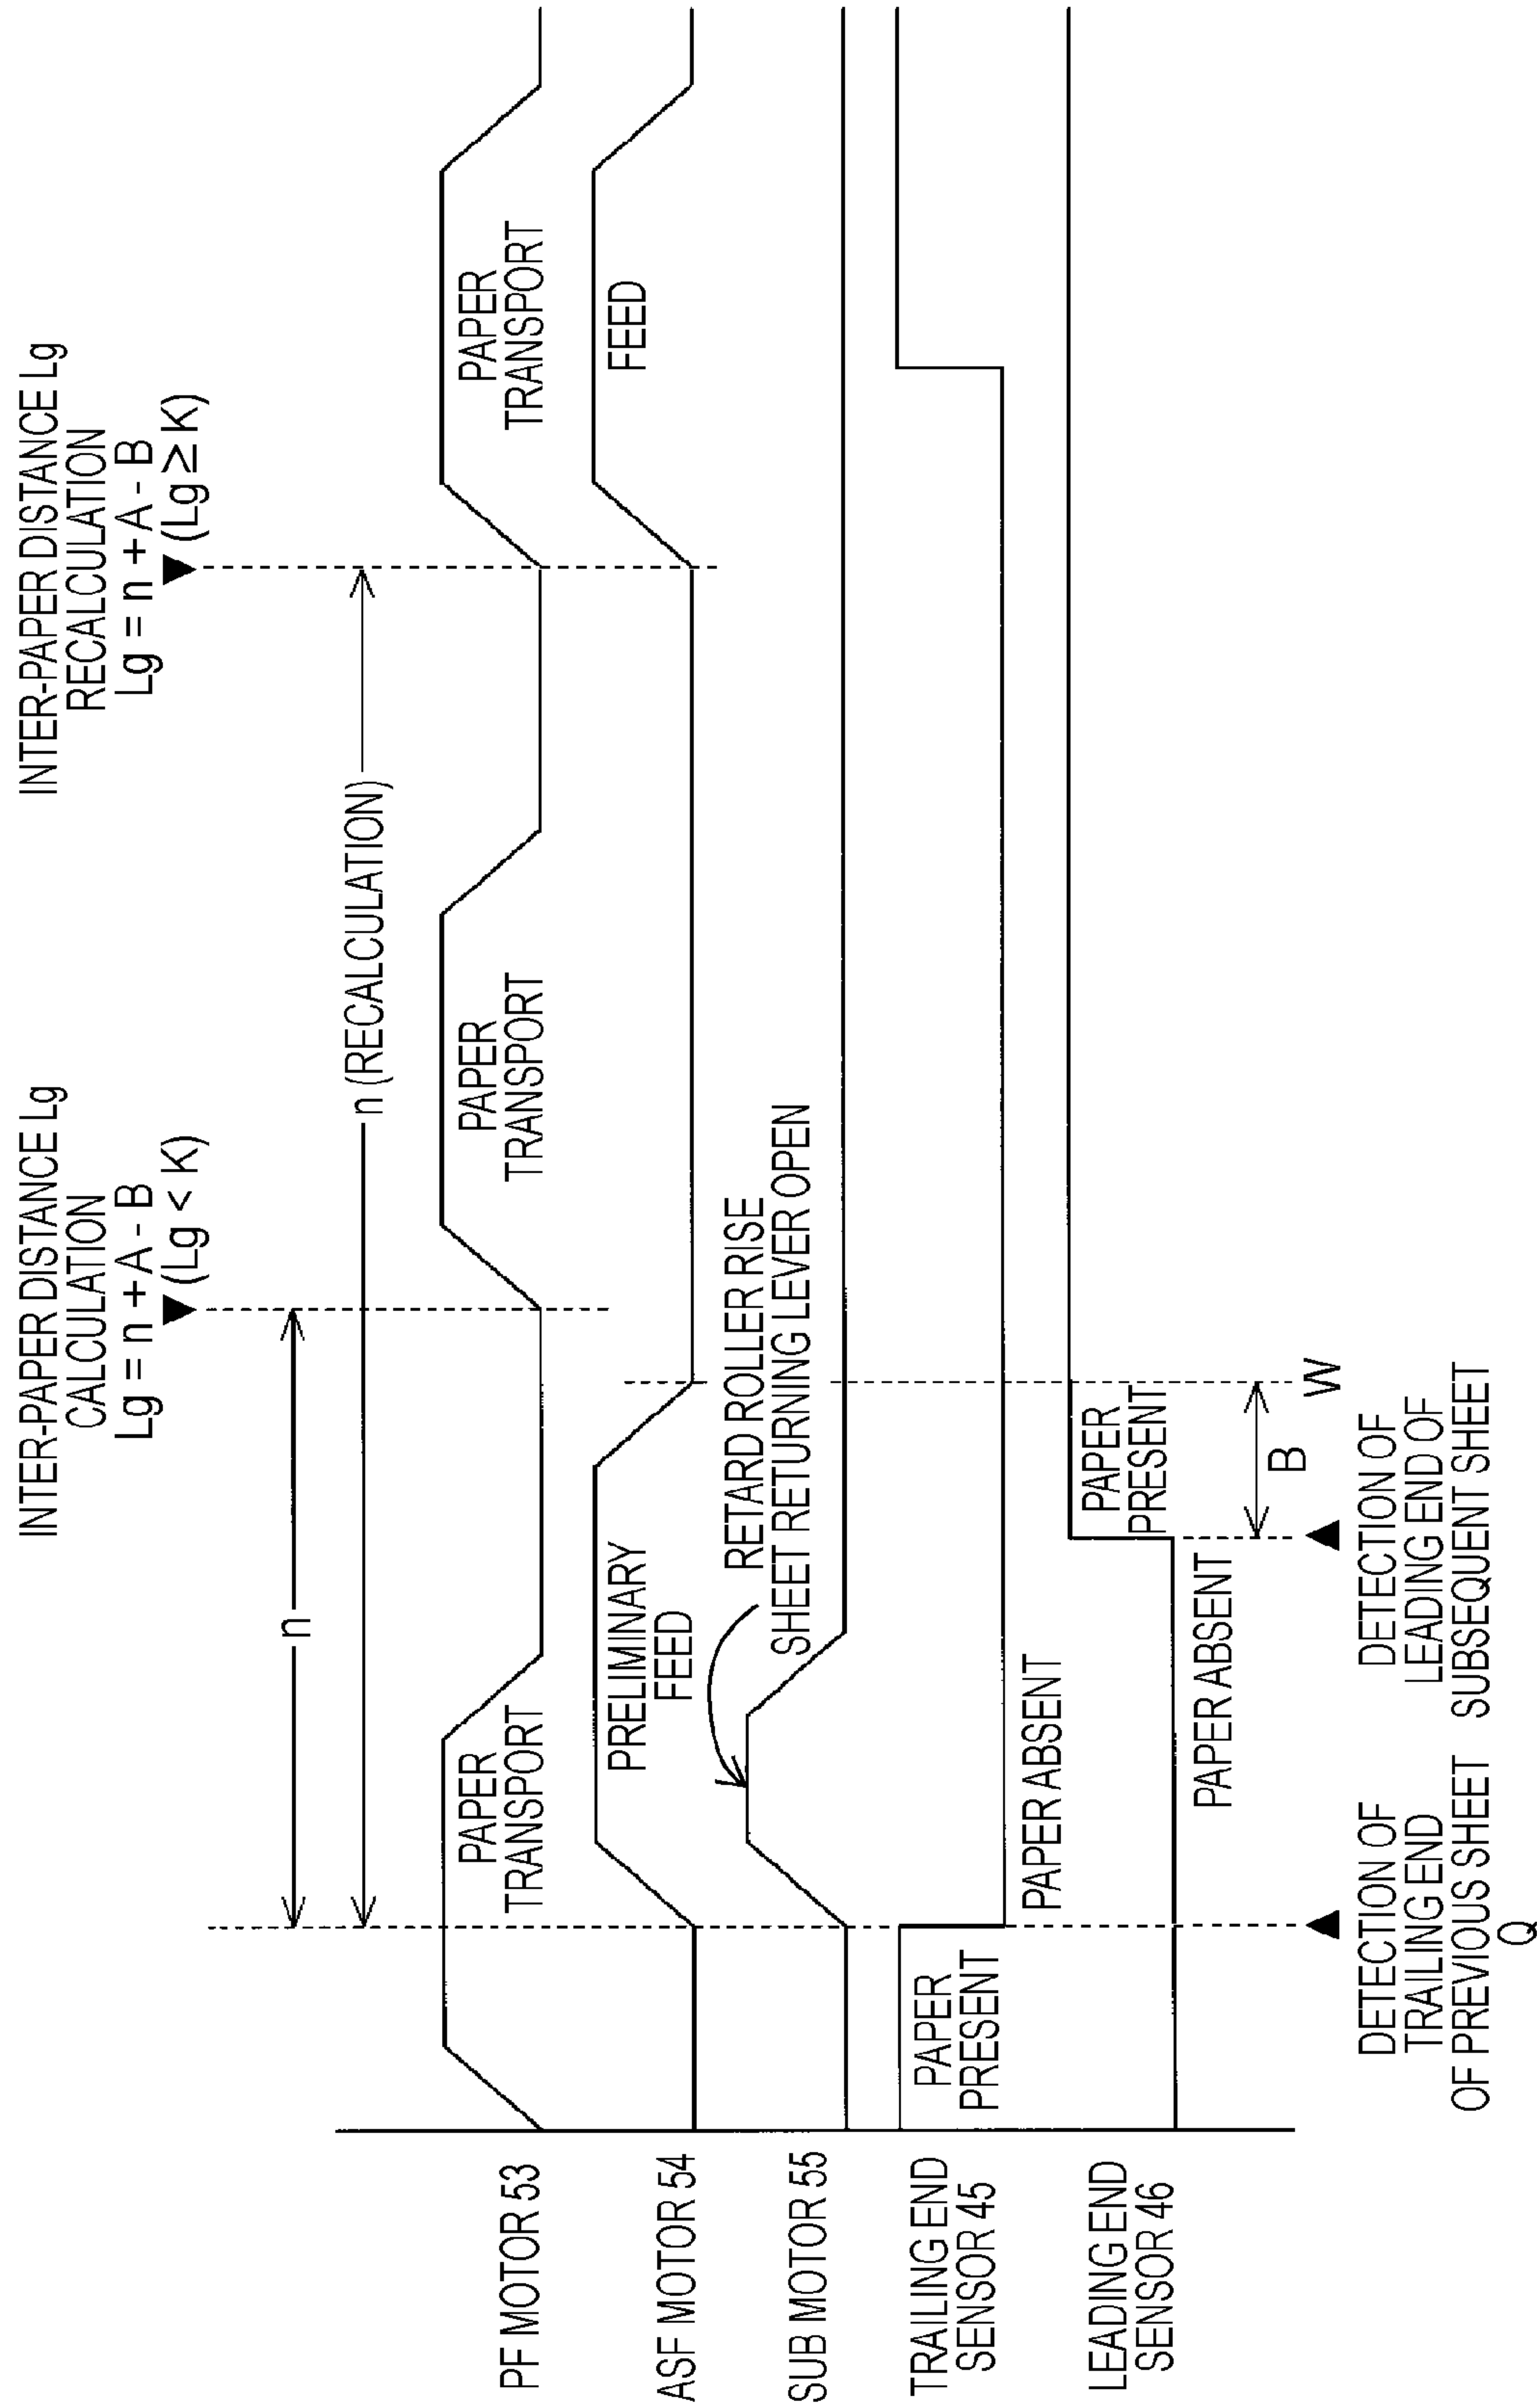 INTER-PAPER DISTANCE Lg
CALCULATION
Lg = n + A - B
(Lg < K)
INTER-PAPER DISTANCE Lg
RECALCULATION
Lg = n + A - B
(Lg ≥ K)
n
n (RECALCULATION)
PF MOTOR 53
PAPER
TRANSPORT
PAPER
TRANSPORT
PAPER
TRANSPORT
ASF MOTOR 54
PRELIMINARY
FEED
FEED
SUB MOTOR 55
RETARD ROLLER RISE
SHEET RETURNING LEVER OPEN
TRAILING END
SENSOR 45
PAPER
PRESENT
PAPER ABSENT
LEADING END
SENSOR 46
PAPER ABSENT
PAPER
PRESENT
B
W
DETECTION OF
TRAILING END
OF PREVIOUS SHEET
Q
DETECTION OF
LEADING END OF
SUBSEQUENT SHEET